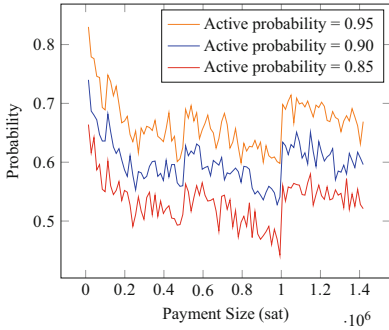 Active probability = 0.95
Active probability = 0.90
Active probability = 0.85
0.8
0.7
0.6
0.5
Probability
0 0.2 0.4 0.6 0.8 1 1.2 1.4
Payment Size (sat)
·10⁶